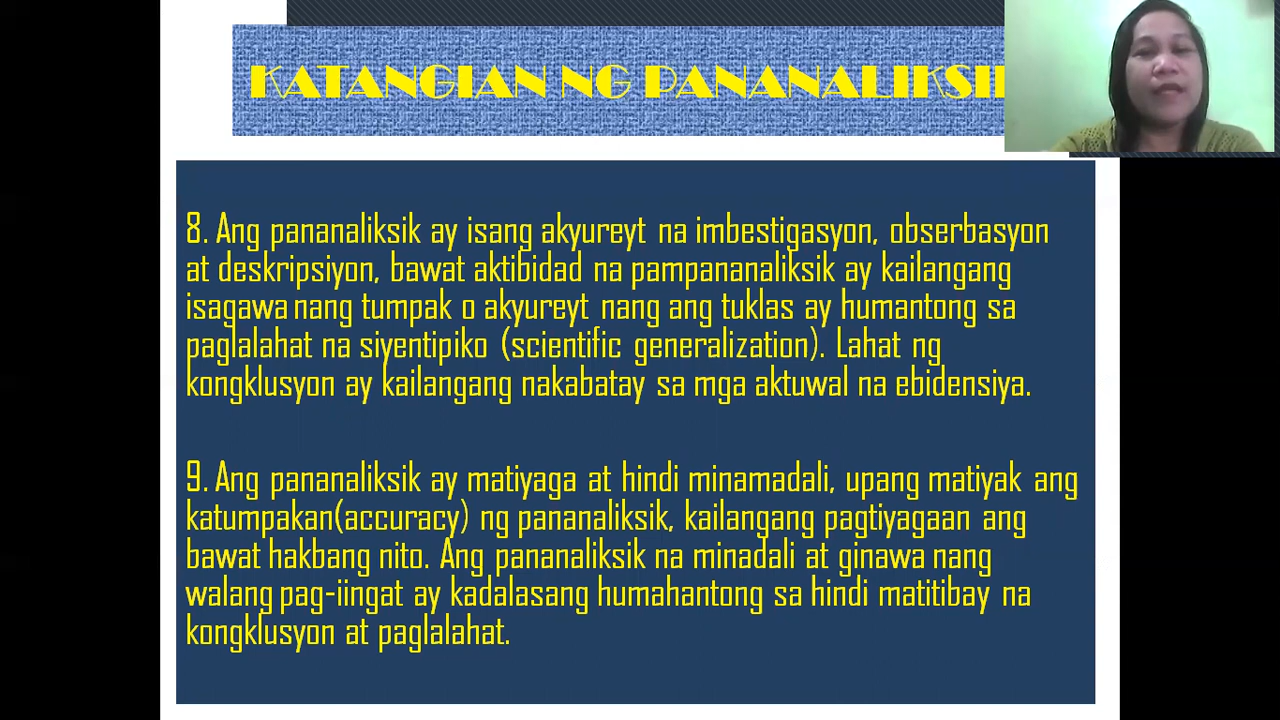 KATANGIAN NG
8. Ang pananaliksik ay isang akyureyt na imbestigasyon, obserbasyon
at deskripsiyon, bawat aktibidad na pampananaliksik ay kailangang
isagawa nang tumpak o akyureyt nang ang tuklas ay humantong sa
paglalahat na siyentipiko (scientific generalization). Lahat ng
kongklusyon ay kailangang nakabatay sa mga aktuwal na ebidensiya.
9. Ang pananaliksik ay matiyaga at hindi minamadali, upang matiyak ang
katumpakan(accuracy) ng pananaliksik, kailangang pagtiyagaan ang
bawat hakbang nito. Ang pananaliksik na minadali at ginawa nang
walang pag-iingat ay kadalasang humahantong sa hindi matitibay na
kongklusyon at paglalahat.